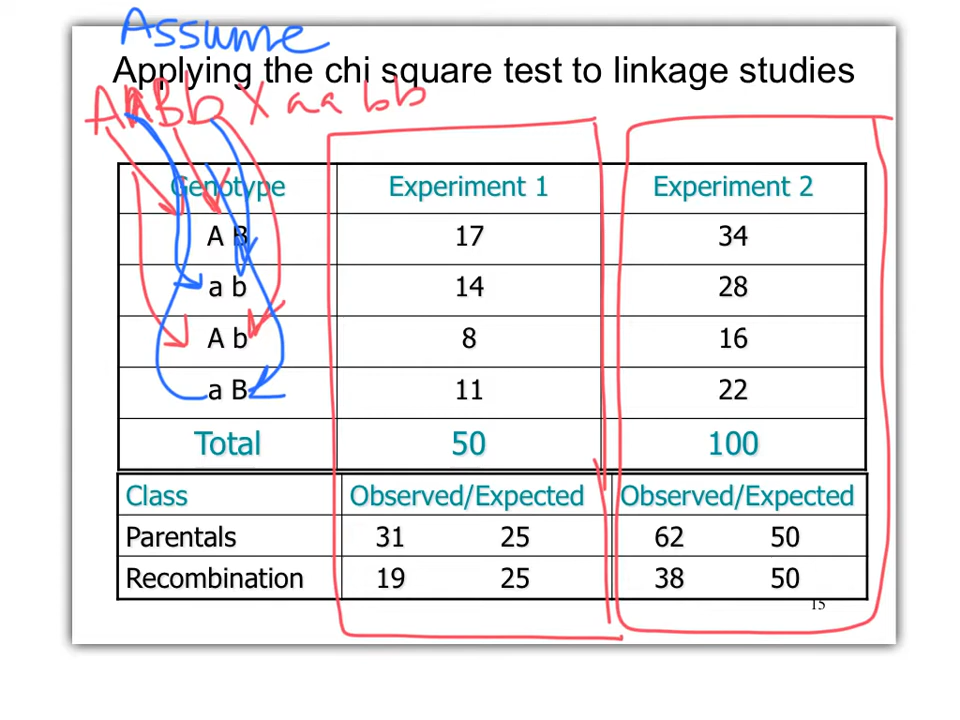 Assume
Applying the chi square test to linkage studies
AaBb X aabb
Genotype Experiment 1 Experiment 2
A B 17 34
a b 14 28
A b 8 16
a B 11 22
Total 50 100
Class Observed/Expected Observed/Expected
Parentals 31 25 62 50
Recombination 19 25 38 50
15